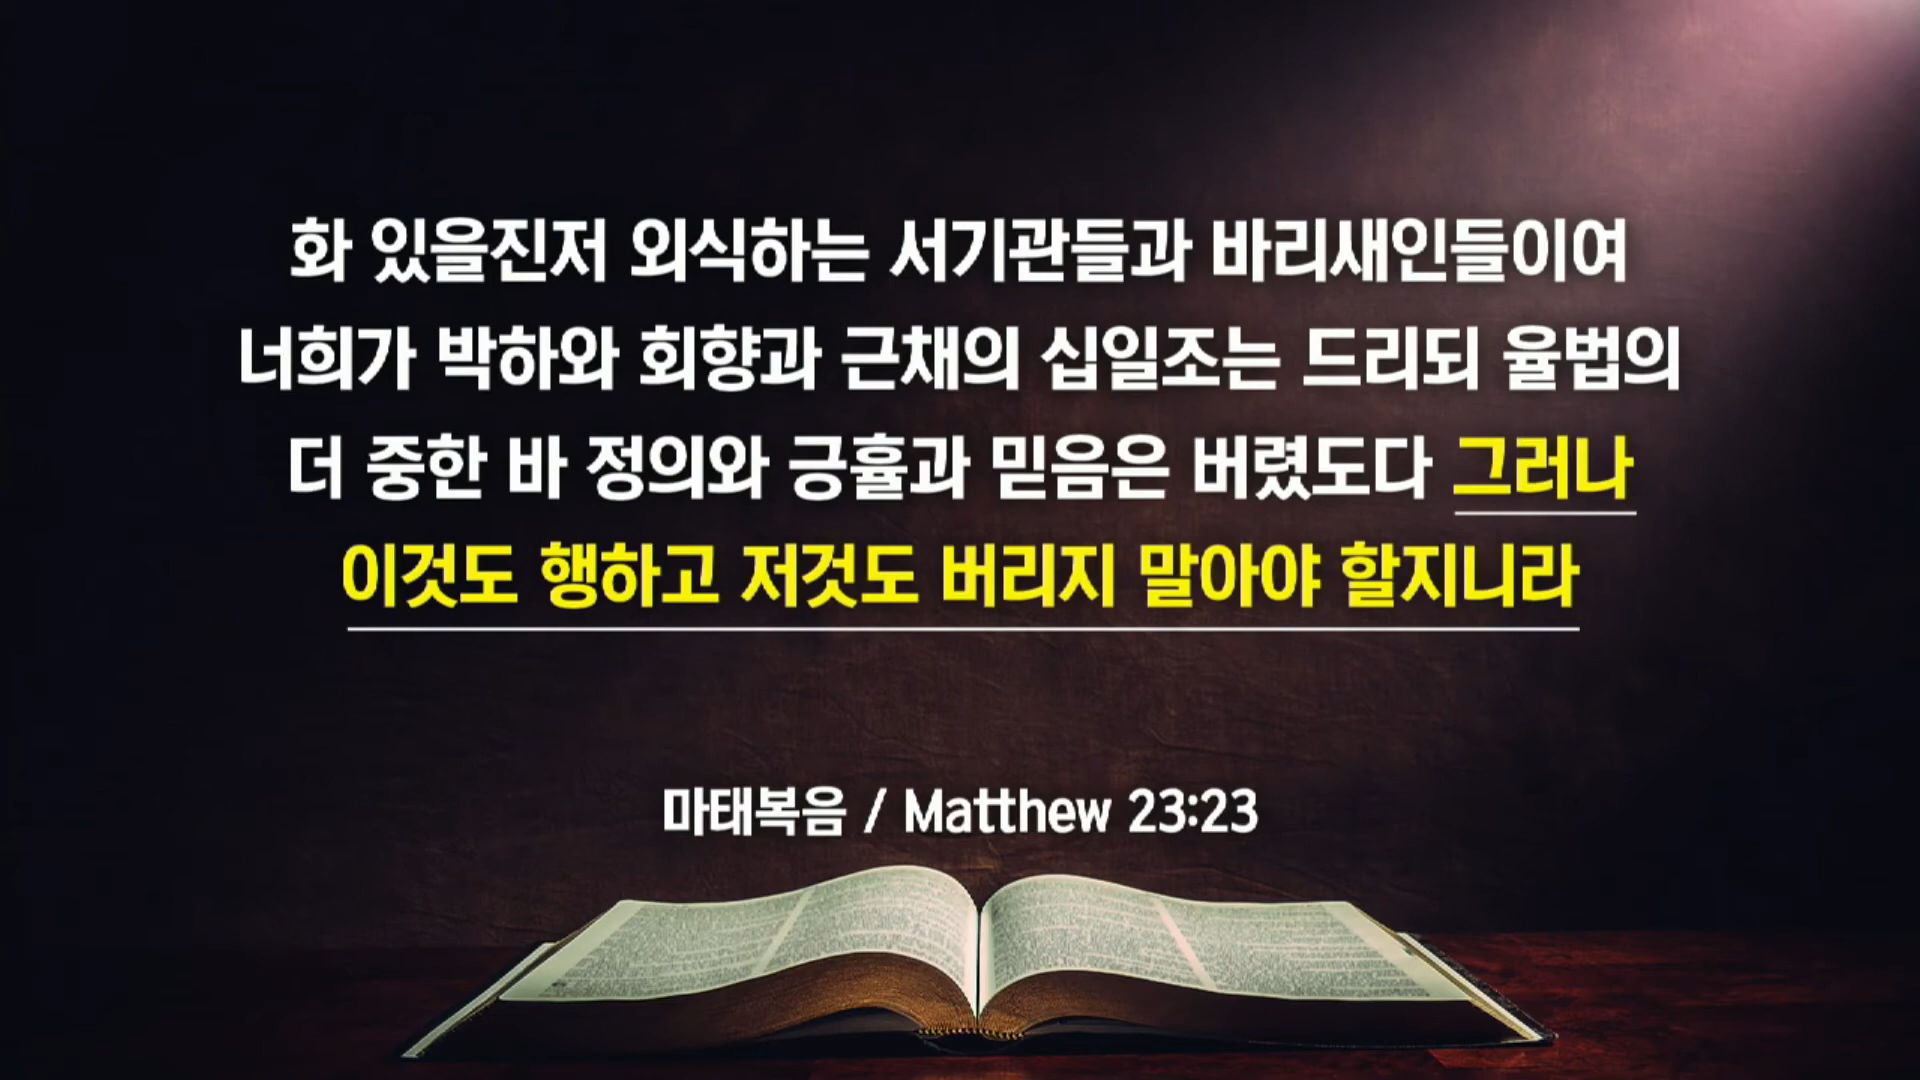 화 있을진저 외식하는 서기관들과 바리새인들이여
너희가 박하와 회향과 근채의 십일조는 드리되 율법의
더 중한 바 정의와 긍휼과 믿음은 버렸도다 그러나
이것도 행하고 저것도 버리지 말아야 할지니라
마태복음 / Matthew 23:23